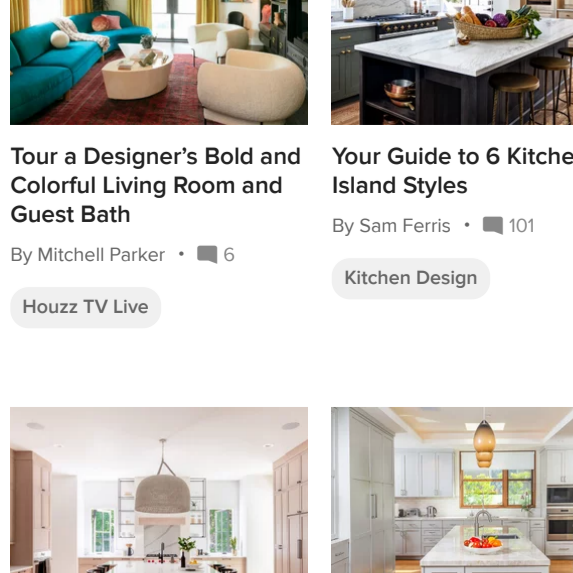 Tour a Designer's Bold and
Colorful Living Room and
Guest Bath
By Mitchell Parker • 6
Houzz TV Live
Your Guide to 6 Kitche
Island Styles
By Sam Ferris • 101
Kitchen Design